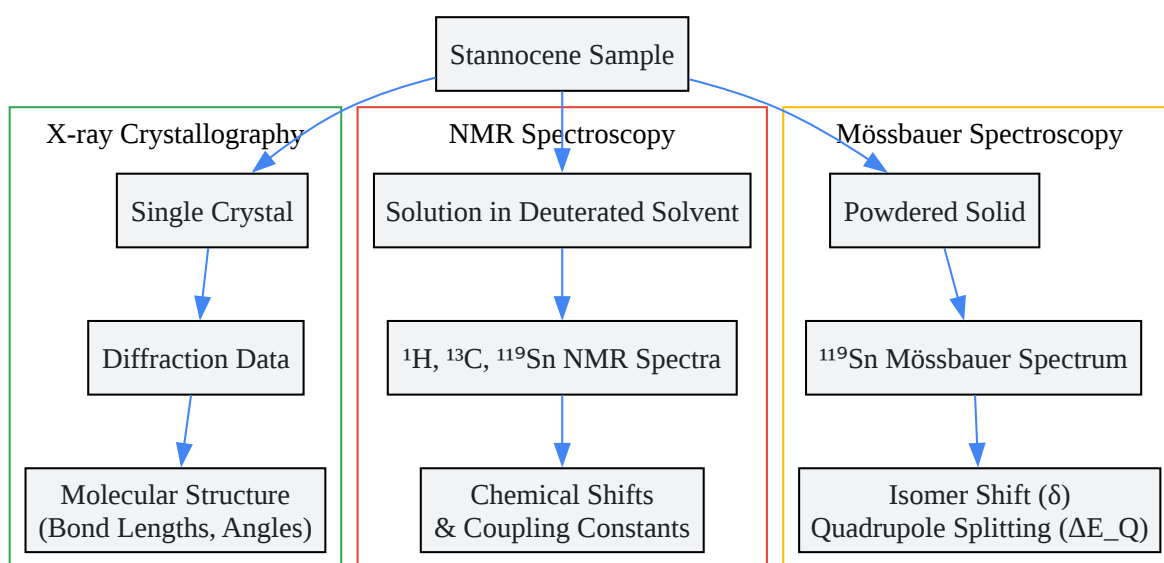 Stannocene Sample
X-ray Crystallography
NMR Spectroscopy
Mössbauer Spectroscopy
Single Crystal
Solution in Deuterated Solvent
Powdered Solid
Diffraction Data
¹H, ¹³C, ¹¹⁹Sn NMR Spectra
¹¹⁹Sn Mössbauer Spectrum
Molecular Structure
(Bond Lengths, Angles)
Chemical Shifts
& Coupling Constants
Isomer Shift (δ)
Quadrupole Splitting (ΔE_Q)